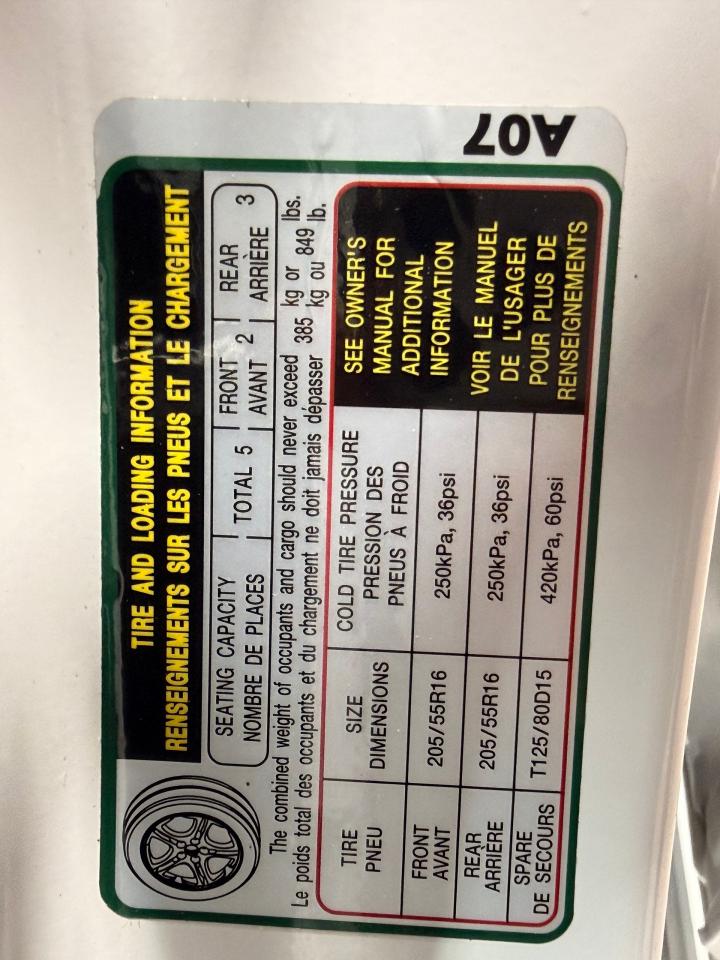 TIRE AND LOADING INFORMATION
RENSEIGNEMENTS SUR LES PNEUS ET LE CHARGEMENT
SEATING CAPACITY
NOMBRE DE PLACES
TOTAL 5
FRONT
AVANT 2
REAR
ARRIÈRE 3
The combined weight of occupants and cargo should never exceed 385 kg or 849 lbs.
Le poids total des occupants et du chargement ne doit jamais dépasser 385 kg ou 849 lb.
TIRE
PNEU
SIZE
DIMENSIONS
COLD TIRE PRESSURE
PRESSION DES
PNEUS À FROID
FRONT
AVANT
205/55R16
250kPa, 36psi
REAR
ARRIÈRE
205/55R16
250kPa, 36psi
SPARE
DE SECOURS
T125/80D15
420kPa, 60psi
SEE OWNER'S
MANUAL FOR
ADDITIONAL
INFORMATION
VOIR LE MANUEL
DE L'USAGER
POUR PLUS DE
RENSEIGNEMENTS
A07